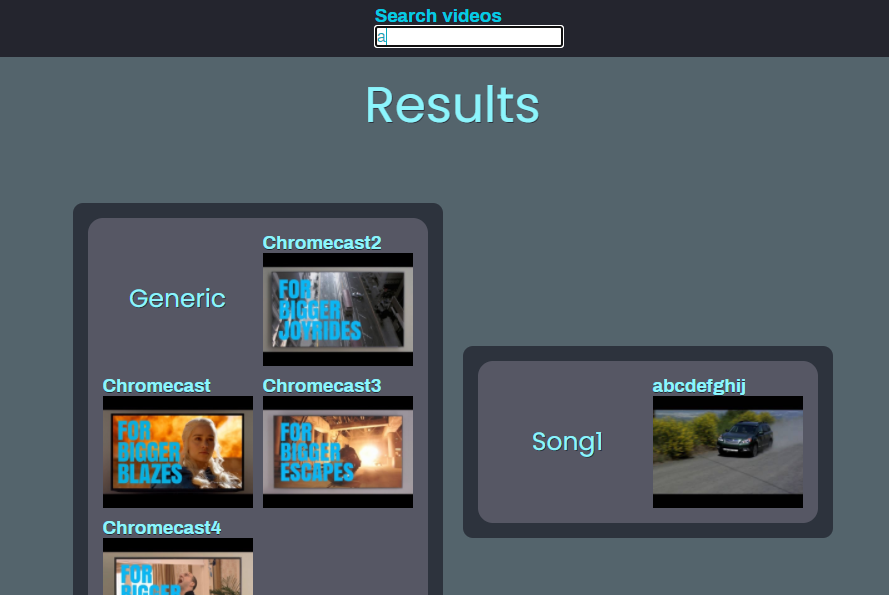 Search videos
a
Results
Generic
Chromecast2
FOR
BIGGER
JOYRIDES
Chromecast
FOR
BIGGER
BLAZES
Chromecast3
FOR
BIGGER
ESCAPES
Chromecast4
FOR
BIGGER
Song1
abcdefghij